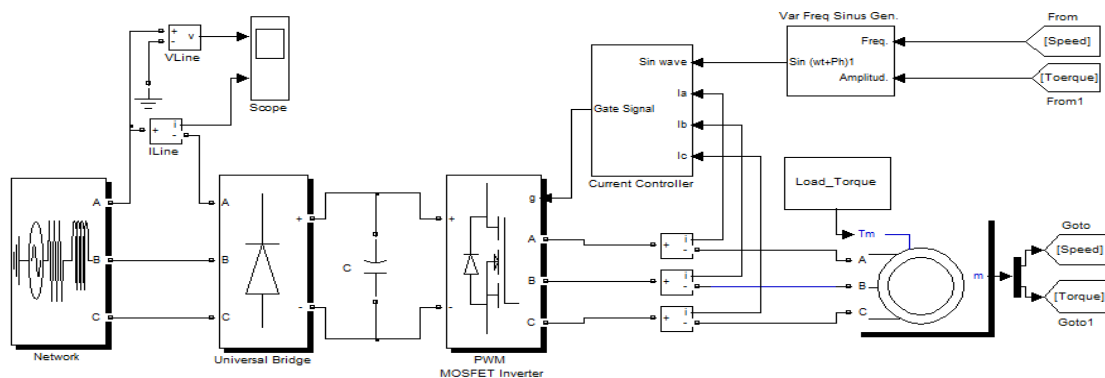 Var Freq Sinus Gen.
From
Freq.
[Speed]
Sin (wt+Ph)1
Amplitud.
[Toerque]
From1
+
-
v
VLine
Scope
Sin wave
Ia
Gate Signal
Ib
Ic
Current Controller
+
i
-
ILine
Load_Torque
Network
A
B
C
Universal Bridge
A
B
C
+
-
C
PWM
MOSFET Inverter
+
-
g
A
B
C
+
i
-
+
i
-
+
i
-
Tm
A
B
C
m
Goto
[Speed]
[Torque]
Goto1